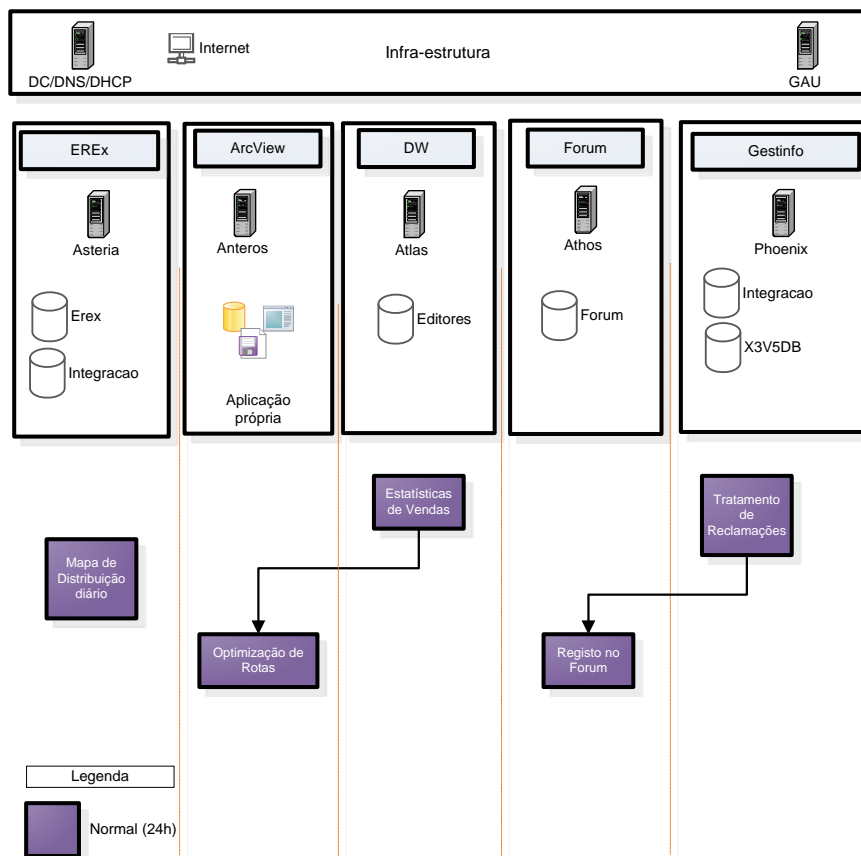 Internet
Infra-estrutura
DC/DNS/DHCP
GAU
EREx
ArcView
DW
Forum
Gestinfo
Asteria
Anteros
Atlas
Athos
Phoenix
Erex
Integracao
Aplicação
própria
Editores
Forum
Integracao
X3V5DB
Estatísticas
de Vendas
Tratamento
de
Reclamações
Mapa de
Distribuição
diário
Optimização de
Rotas
Registo no
Forum
Legenda
Normal (24h)